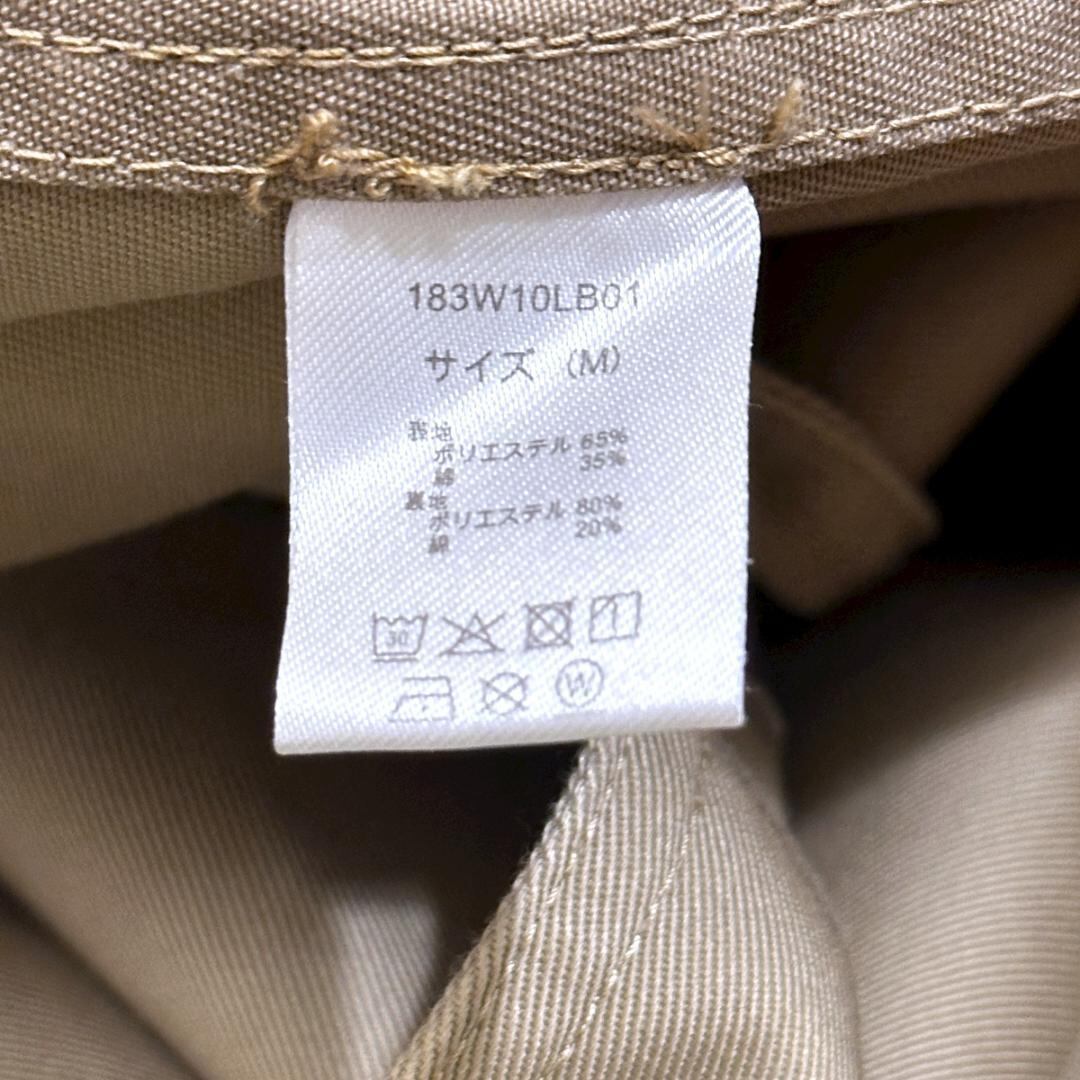 183W10LB01
サイズ (M)
表地
ポリエステル 65%
綿 35%
裏地
ポリエステル 80%
綿 20%
30
W